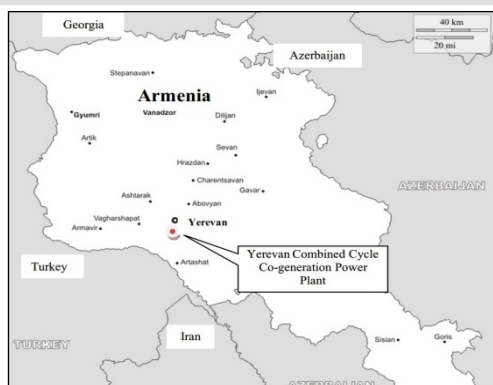 Georgia
40 km
20 mi
Azerbaijan
Stepanavan
Armenia
Ijevan
Gyumri
Vanadzor
Dilijan
Artik
Sevan
Hrazdan
Charentsavan
AZERBAIJAN
Gavar
Ashtarak
Abovyan
Vagharshapat
Yerevan
Armavir
Yerevan Combined Cycle
Co-generation Power
Plant
Turkey
Artashat
Iran
TURKEY
Sisian
Goris
AZERBAIJAN